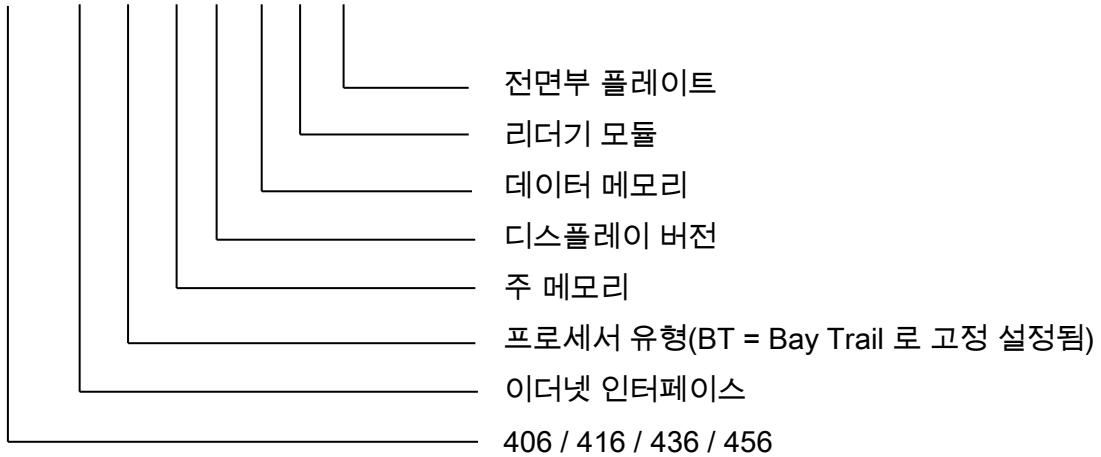 전면부 플레이트
리더기 모듈
데이터 메모리
디스플레이 버전
주 메모리
프로세서 유형(BT = Bay Trail 로 고정 설정됨)
이더넷 인터페이스
406 / 416 / 436 / 456